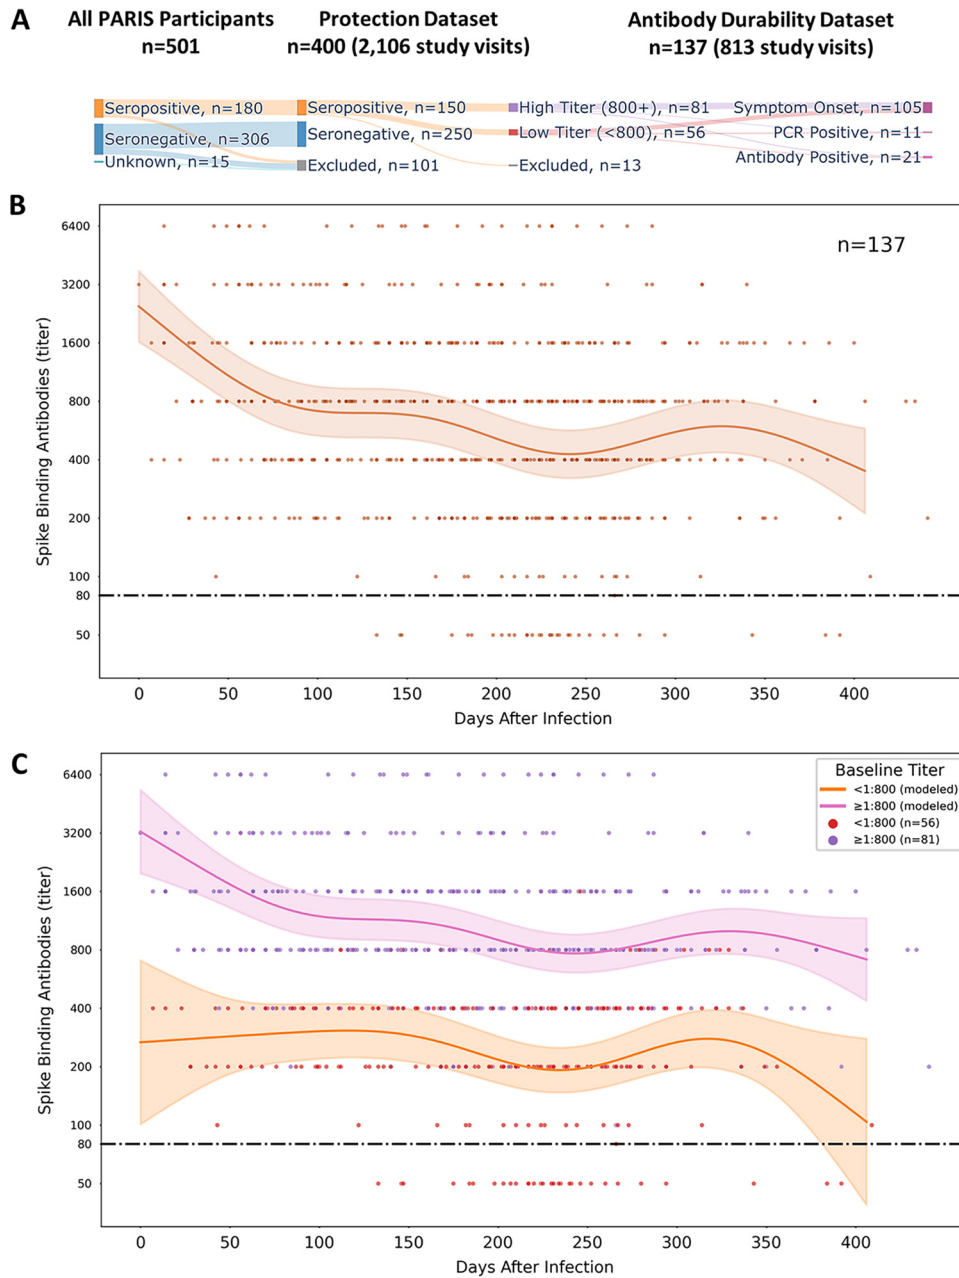 A
All PARIS Participants
n=501
Protection Dataset
n=400 (2,106 study visits)
Antibody Durability Dataset
n=137 (813 study visits)
Seropositive, n=180
Seronegative, n=306
Unknown, n=15
Seropositive, n=150
Seronegative, n=250
Excluded, n=101
High Titer (800+), n=81
Low Titer (<800), n=56
Excluded, n=13
Symptom Onset, n=105
PCR Positive, n=11
Antibody Positive, n=21
B
n=137
Spike Binding Antibodies (titer)
6400
3200
1600
800
400
200
100
80
50
0 50 100 150 200 250 300 350 400
Days After Infection
C
Baseline Titer
<1:800 (modeled)
≥1:800 (modeled)
<1:800 (n=56)
≥1:800 (n=81)
Spike Binding Antibodies (titer)
6400
3200
1600
800
400
200
100
80
50
0 50 100 150 200 250 300 350 400
Days After Infection